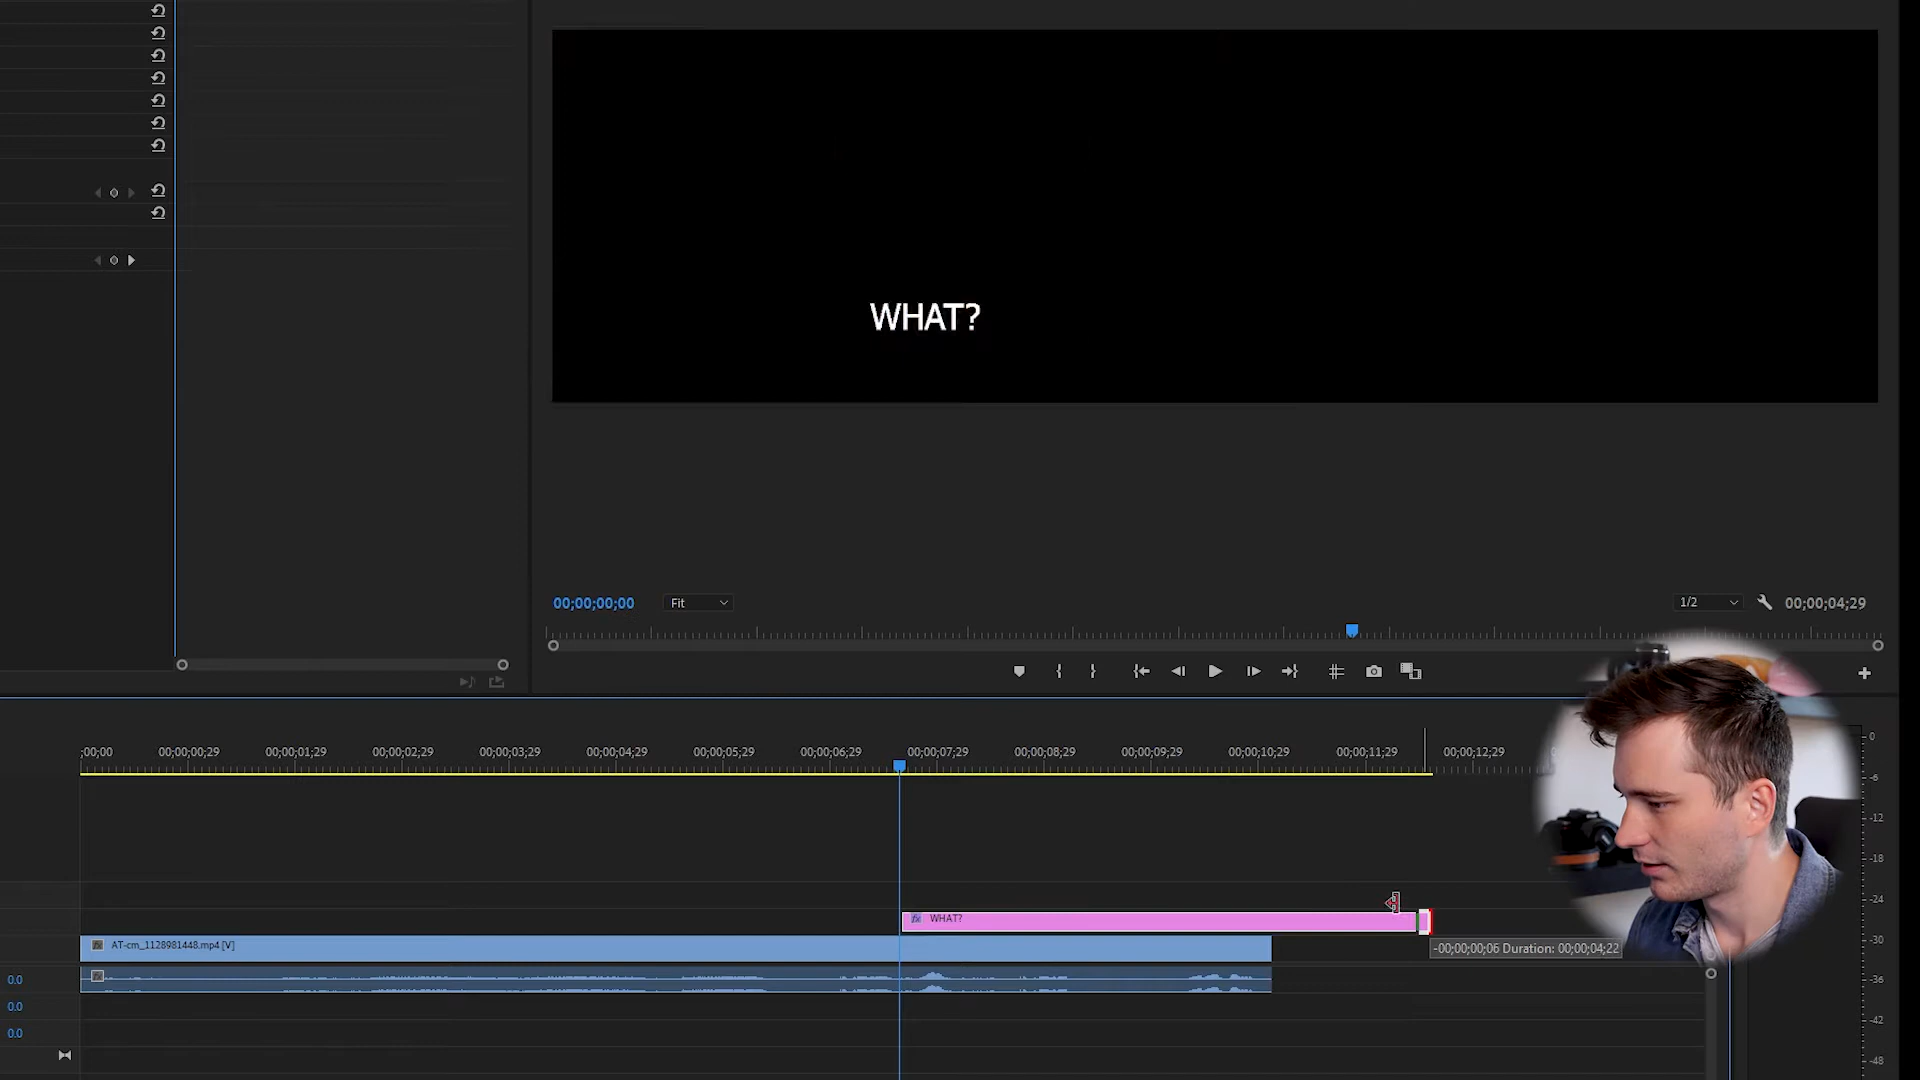 WHAT?
00;00;00;00 Fit 1/2 00;00;04;29
;00;00 00;00;00;29 00;00;01;29 00;00;02;29 00;00;03;29 00;00;04;29 00;00;05;29 00;00;06;29 00;00;07;29 00;00;08;29 00;00;09;29 00;00;10;29 00;00;11;29 00;00;12;29
0
-6
-12
-18
-24
-30
-36
-42
-48
fx WHAT?
AT-cm_1128981448.mp4 [V]
-00;00;00;06 Duration: 00;00;04;22
0.0
0.0
0.0